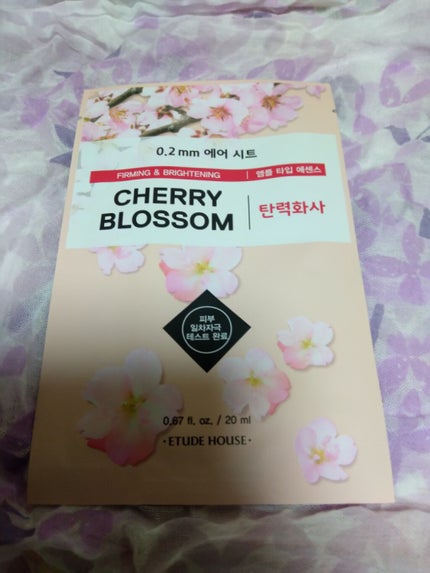 0.2mm 에어 시트
FIRMING & BRIGHTENING | 앰플 타입 에센스
CHERRY
BLOSSOM | 탄력화사
피부
일차자극
테스트 완료
0.67 fl. oz. / 20 ml
·ETUDE HOUSE·